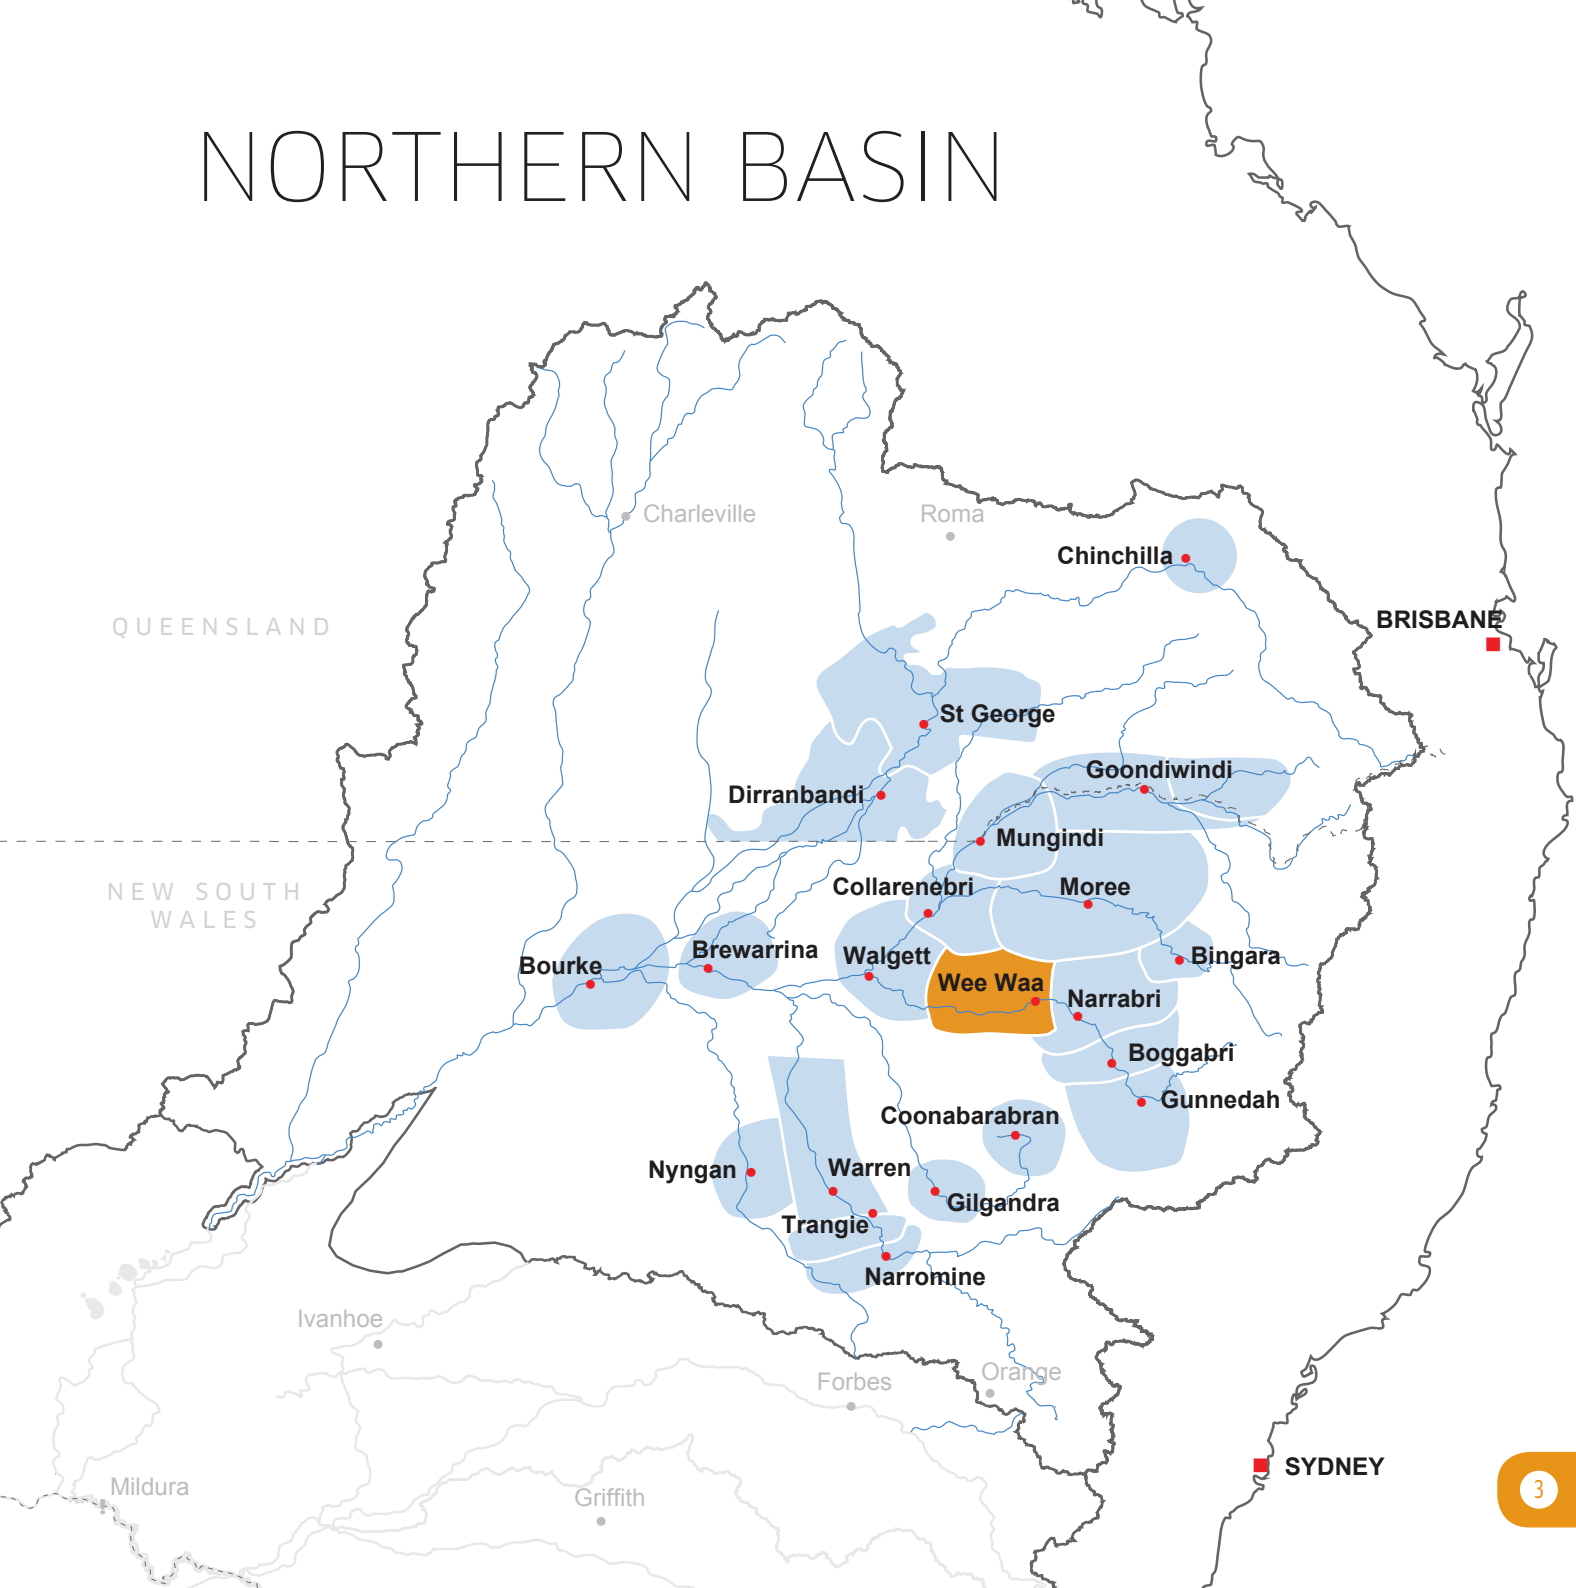 NORTHERN BASIN
Charleville
Roma
Chinchilla
QUEENSLAND
BRISBANE
St George
Goondiwindi
Dirranbandi
Mungindi
NEW SOUTH
WALES
Collarenebri
Moree
Brewarrina
Walgett
Bingara
Bourke
Wee Waa
Narrabri
Boggabri
Gunnedah
Coonabarabran
Nyngan
Warren
Gilgandra
Trangie
Narromine
Ivanhoe
Forbes
Orange
SYDNEY
Mildura
Griffith
3